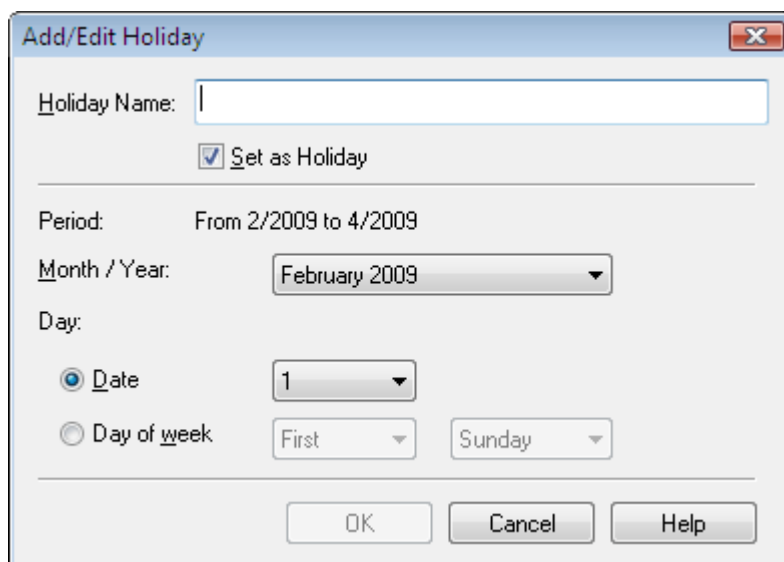 Add/Edit Holiday
Holiday Name:
Set as Holiday
Period: From 2/2009 to 4/2009
Month / Year: February 2009
Day:
Date 1
Day of week First Sunday
OK Cancel Help